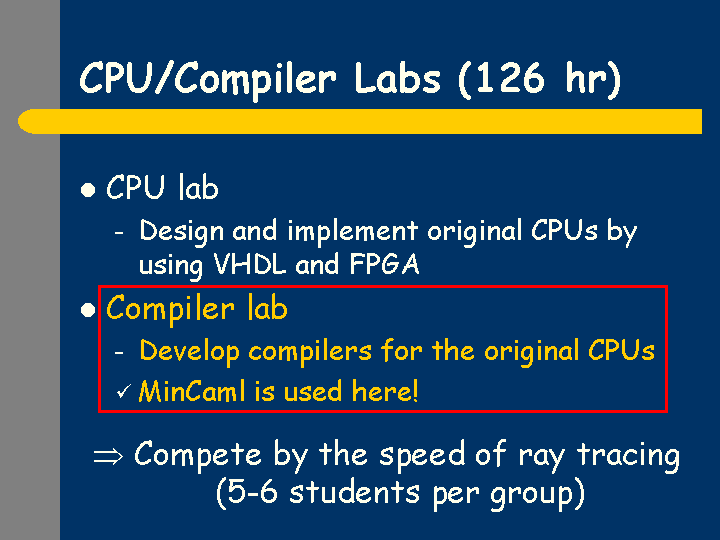 CPU/Compiler Labs (126 hr)
● CPU lab
– Design and implement original CPUs by
using VHDL and FPGA
● Compiler lab
– Develop compilers for the original CPUs
✓ MinCaml is used here!
⇒ Compete by the speed of ray tracing
(5-6 students per group)